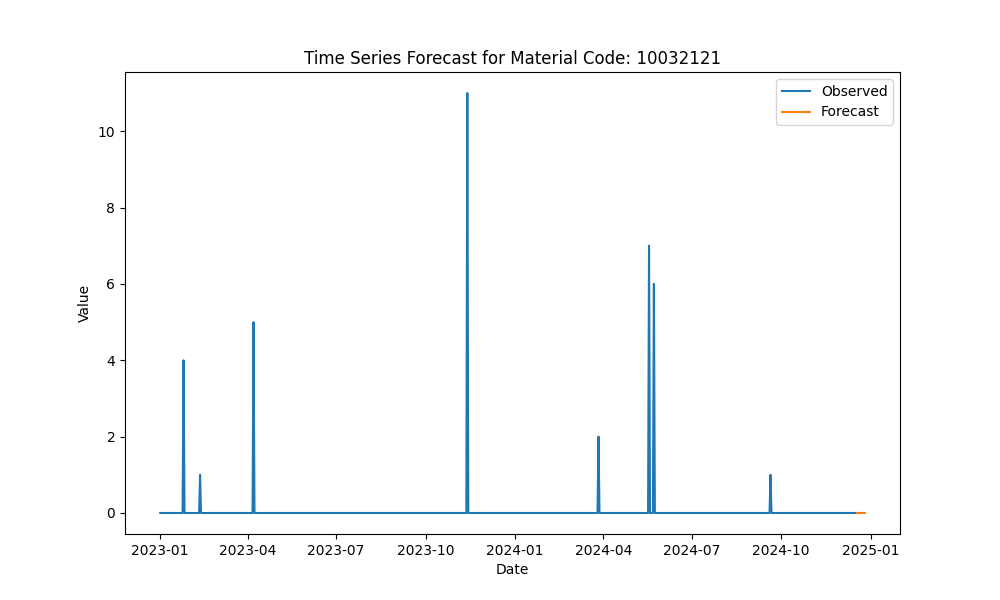 Time Series Forecast for Material Code: 10032121
Observed
Forecast
Value
10
8
6
4
2
0
2023-01 2023-04 2023-07 2023-10 2024-01 2024-04 2024-07 2024-10 2025-01
Date